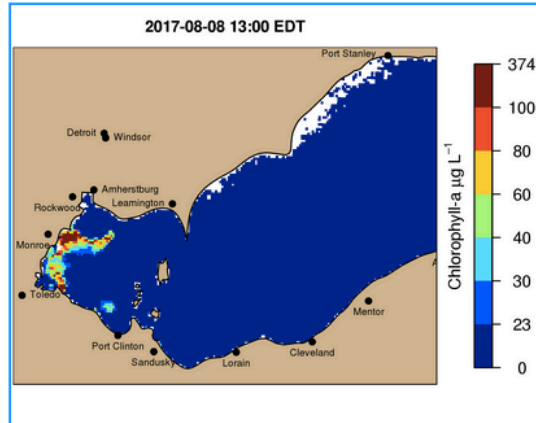 2017-08-08 13:00 EDT
Port Stanley
Detroit
Windsor
Amherstburg
Rockwood
Leamington
Monroe
Toledo
Port Clinton
Sandusky
Lorain
Cleveland
Mentor
A
374
100
80
60
40
30
23
0
Chlorophyll-a µg L⁻¹